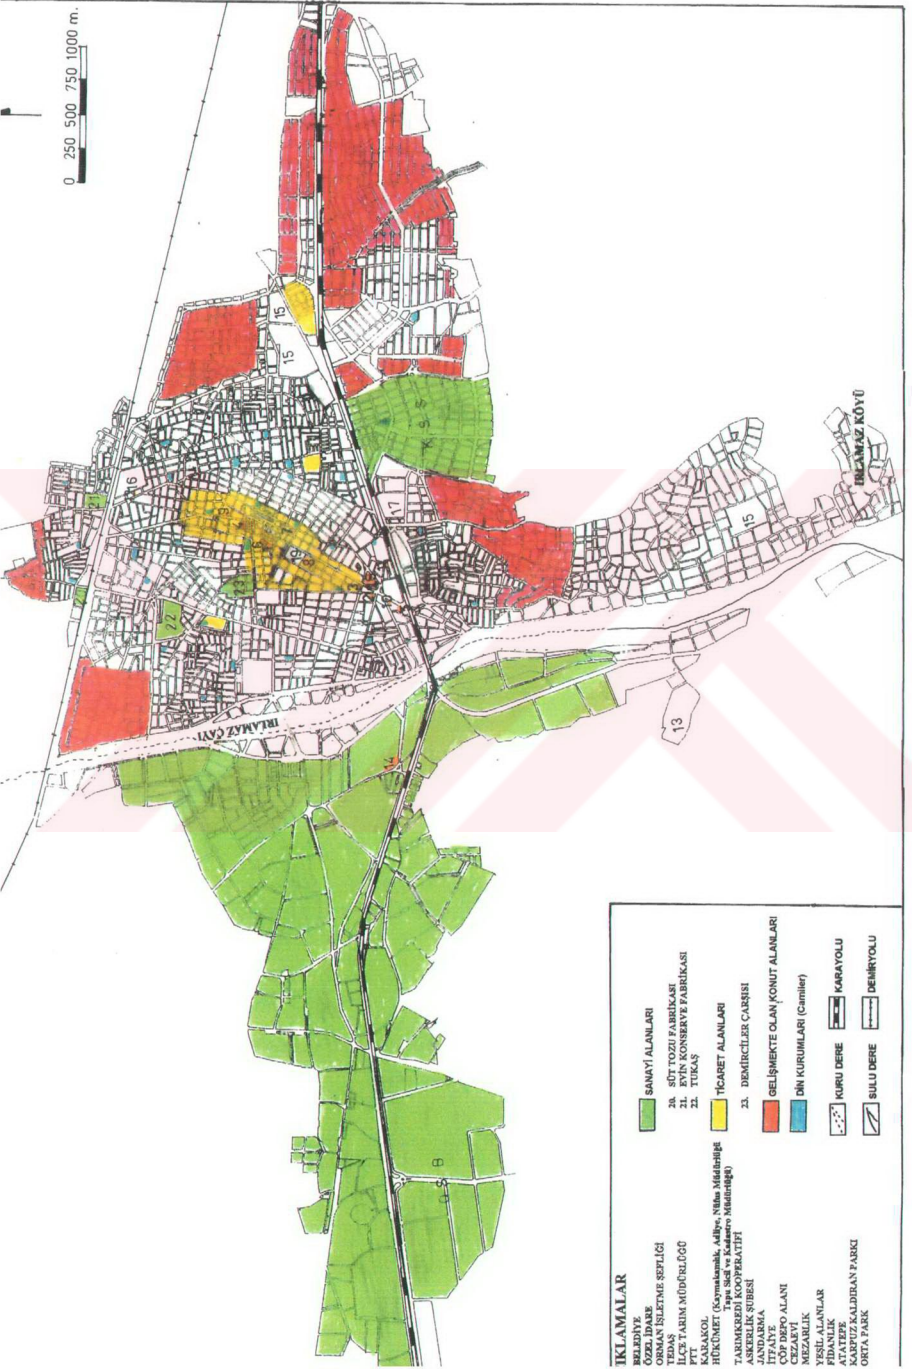 0 250 500 750 1000 m.
15
15
16
21
17
22
23
13
14
15
K. S. S.
O S B
IRLAMAZ ÇAYI
IRLAMAZ KÖYÜ
IKLAMALAR
BELEDİYE
ÖZEL İDARE
ORMAN İŞLETME ŞEFLİĞİ
TEDAŞ
İLÇE TARIM MÜDÜRLÜĞÜ
PTT
KARAKOL
HÜKÜMET (Kaymakamlık, Adliye, Nüfus Müdürlüğü
Tapu Sicil ve Kadastro Müdürlüğü)
TARIMKREDİ KOOPERATİFİ
ASKERLİK ŞUBESİ
JANDARMA
İTFAİYE
ÇÖP DEPO ALANI
CEZAEVİ
MEZARLIK
YEŞİL ALANLAR
FİDANLIK
ATATEPE
KARPUZ KALDIRAN PARKI
ORTA PARK
SANAYİ ALANLARI
20. SÜT TOZU FABRİKASI
21. EVİN KONSERVE FABRİKASI
22. TUKAŞ
TİCARET ALANLARI
23. DEMİRCİLER ÇARŞISI
GELİŞMEKTE OLAN KONUT ALANLARI
DİN KURUMLARI (Camiler)
KURU DERE
KARAYOLU
SULU DERE
DEMİRYOLU